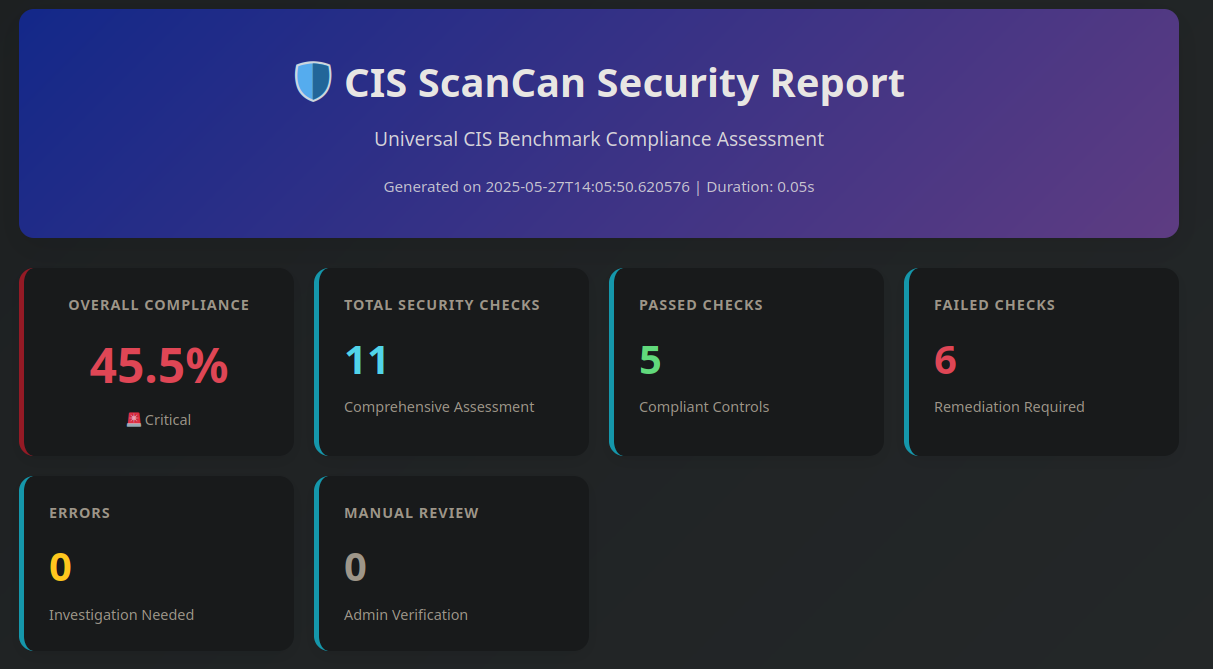 CIS ScanCan Security Report
Universal CIS Benchmark Compliance Assessment
Generated on 2025-05-27T14:05:50.620576 | Duration: 0.05s
OVERALL COMPLIANCE
45.5%
Critical
TOTAL SECURITY CHECKS
11
Comprehensive Assessment
PASSED CHECKS
5
Compliant Controls
FAILED CHECKS
6
Remediation Required
ERRORS
0
Investigation Needed
MANUAL REVIEW
0
Admin Verification